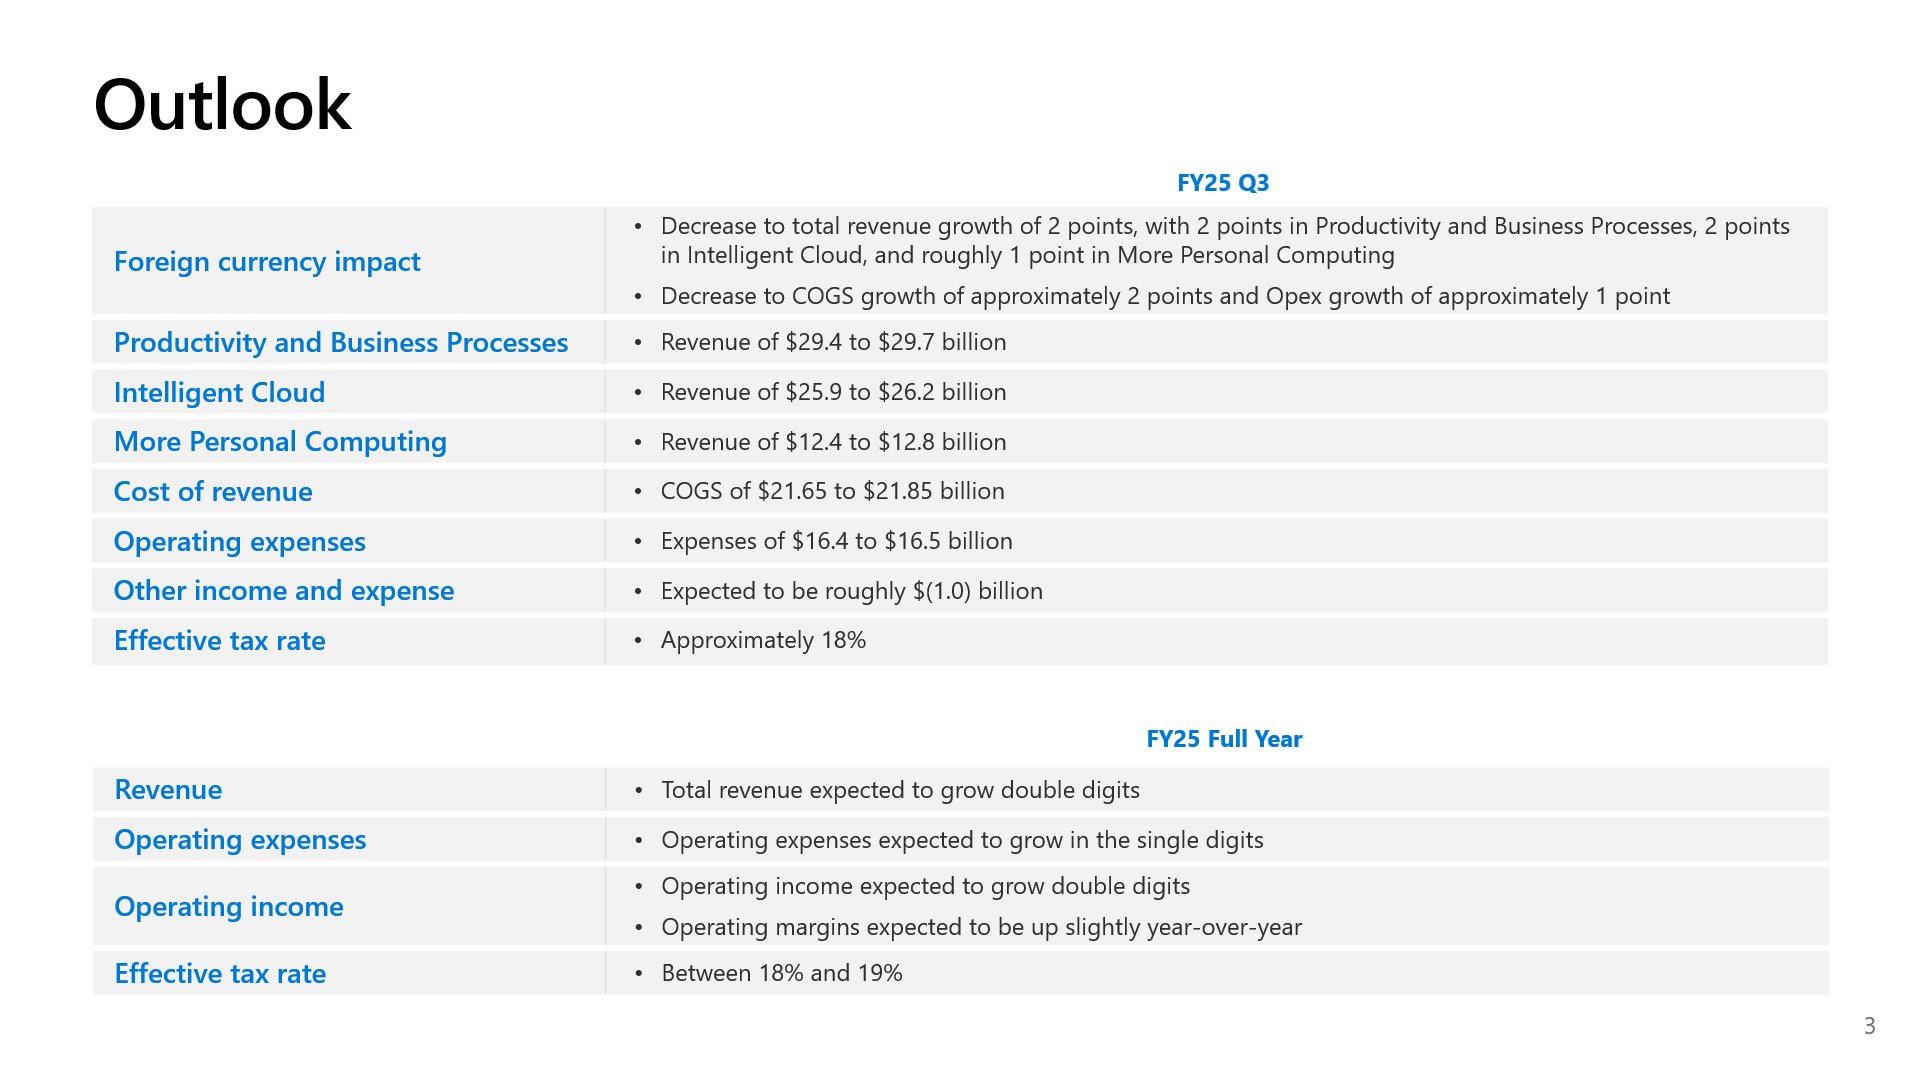 Outlook
FY25 Q3
Foreign currency impact
• Decrease to total revenue growth of 2 points, with 2 points in Productivity and Business Processes, 2 points
in Intelligent Cloud, and roughly 1 point in More Personal Computing
• Decrease to COGS growth of approximately 2 points and Opex growth of approximately 1 point
Productivity and Business Processes
• Revenue of $29.4 to $29.7 billion
Intelligent Cloud
• Revenue of $25.9 to $26.2 billion
More Personal Computing
• Revenue of $12.4 to $12.8 billion
Cost of revenue
• COGS of $21.65 to $21.85 billion
Operating expenses
• Expenses of $16.4 to $16.5 billion
Other income and expense
• Expected to be roughly $(1.0) billion
Effective tax rate
• Approximately 18%
FY25 Full Year
Revenue
• Total revenue expected to grow double digits
Operating expenses
• Operating expenses expected to grow in the single digits
Operating income
• Operating income expected to grow double digits
• Operating margins expected to be up slightly year-over-year
Effective tax rate
• Between 18% and 19%
3